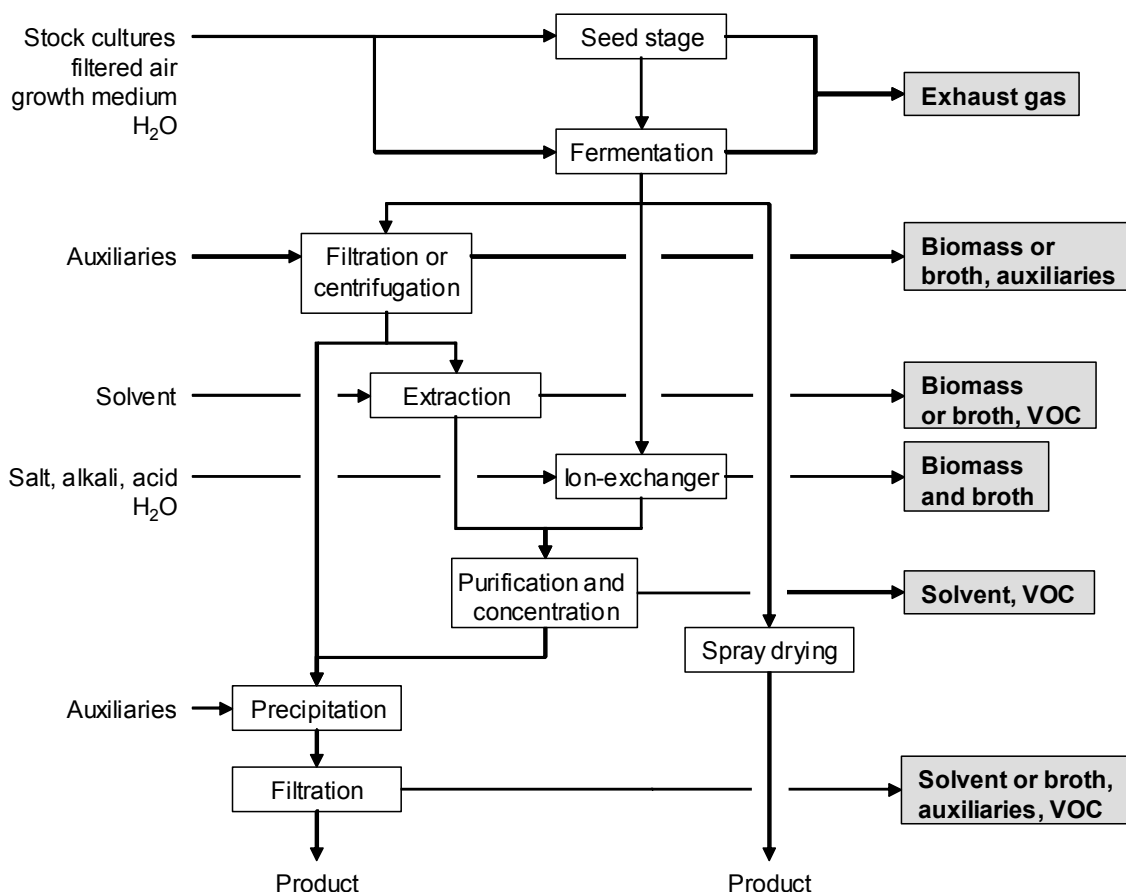 Stock cultures
filtered air
growth medium
H₂O
Seed stage
Exhaust gas
Fermentation
Auxiliaries
Filtration or
centrifugation
Biomass or
broth, auxiliaries
Solvent
Extraction
Biomass
or broth, VOC
Salt, alkali, acid
H₂O
Ion-exchanger
Biomass
and broth
Purification and
concentration
Solvent, VOC
Spray drying
Auxiliaries
Precipitation
Filtration
Solvent or broth,
auxiliaries, VOC
Product
Product